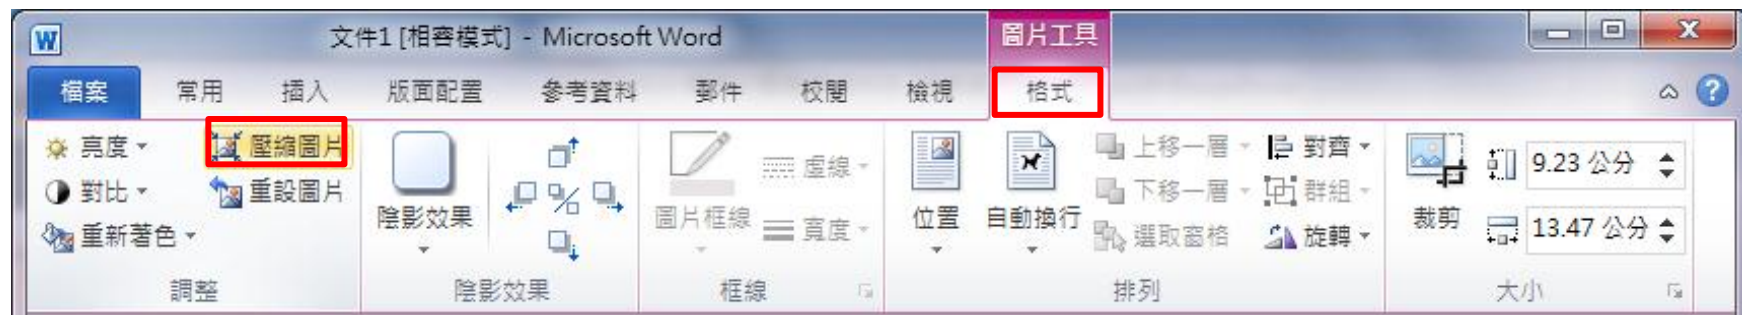 文件1 [相容模式] - Microsoft Word
圖片工具
檔案 常用 插入 版面配置 參考資料 郵件 校閱 檢視 格式
亮度 壓縮圖片
對比 重設圖片
重新著色
調整
陰影效果
陰影效果
圖片框線
虛線
寬度
框線
位置
自動換行
上移一層 對齊
下移一層 群組
選取窗格 旋轉
排列
裁剪
9.23 公分
13.47 公分
大小